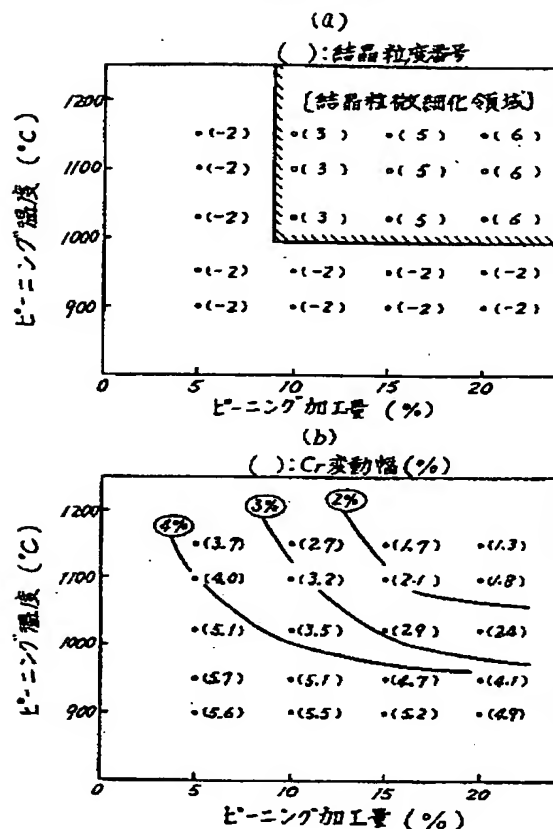 (a)
( ):結晶粒度番号
[結晶粒微細化領域]
1200
(-2) (3) (5) (6)
1100
(-2) (3) (5) (6)
(-2) (3) (5) (6)
1000
(-2) (-2) (-2) (-2)
900
(-2) (-2) (-2) (-2)
ピーニング温度 (℃)
0 5 10 15 20
ピーニング加工量 (%)
(b)
( ):Cr変動幅(%)
1200
4% 3% 2%
(3.7) (2.7) (1.7) (1.3)
1100
(4.0) (3.2) (2.1) (1.8)
(5.1) (3.5) (2.9) (2.4)
1000
(5.7) (5.1) (4.7) (4.1)
900
(5.6) (5.5) (5.2) (4.9)
ピーニング温度 (℃)
0 5 10 15 20
ピーニング加工量 (%)